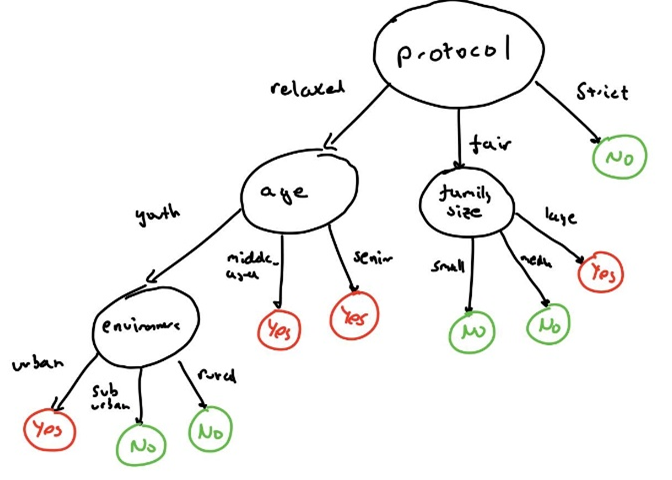 protocol
relaxed
fair
Strict
No
age
family
size
youth
middle-
aged
senior
small
medium
large
Yes
Yes
Yes
No
No
environment
urban
sub
urban
rural
Yes
No
No